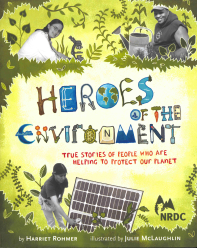 HEROES
OF THE
ENVIRONMENT
TRUE STORIES OF PEOPLE WHO ARE
HELPING TO PROTECT OUR PLANET
NRDC
by HARRIET ROHMER illustrated by JULIE McLAUGHLIN